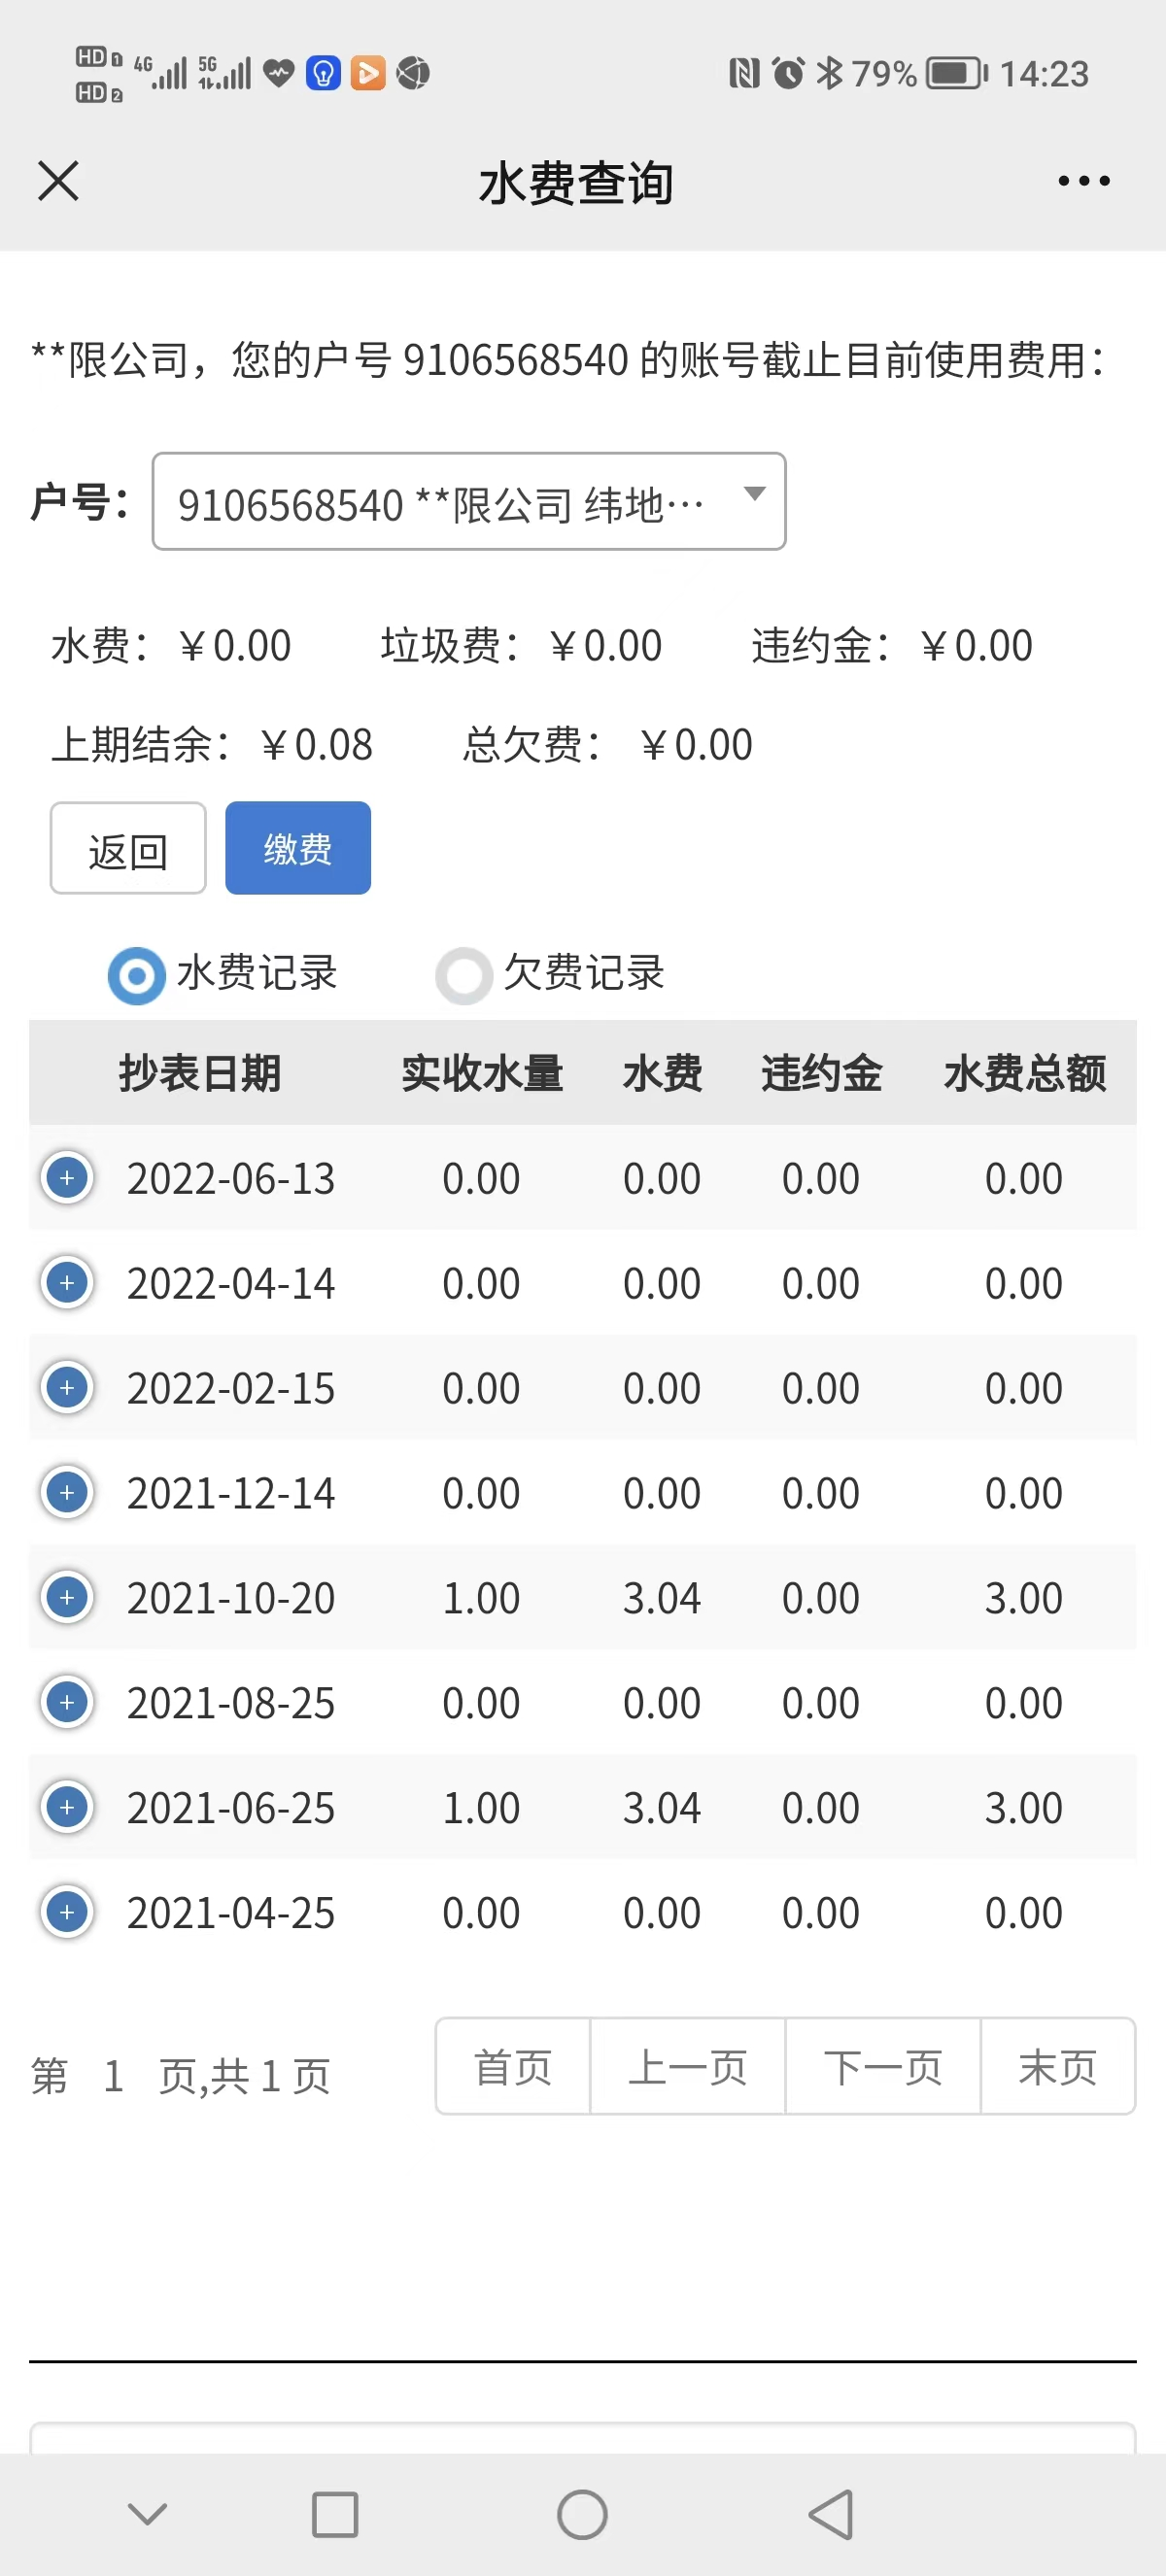 HD 1 4G 5G 79% 14:23
HD 2
水费查询
**限公司，您的户号 9106568540 的账号截止目前使用费用：
户号： 9106568540 **限公司 纬地…
水费：￥0.00 垃圾费：￥0.00 违约金：￥0.00
上期结余：￥0.08 总欠费： ￥0.00
返回 缴费
水费记录 欠费记录
抄表日期 实收水量 水费 违约金 水费总额
2022-06-13 0.00 0.00 0.00 0.00
2022-04-14 0.00 0.00 0.00 0.00
2022-02-15 0.00 0.00 0.00 0.00
2021-12-14 0.00 0.00 0.00 0.00
2021-10-20 1.00 3.04 0.00 3.00
2021-08-25 0.00 0.00 0.00 0.00
2021-06-25 1.00 3.04 0.00 3.00
2021-04-25 0.00 0.00 0.00 0.00
第 1 页,共 1 页 首页 上一页 下一页 末页